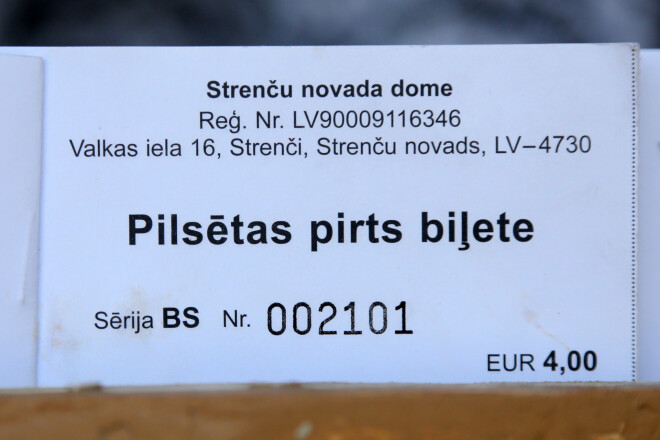 Strenču novada dome
Reģ. Nr. LV90009116346
Valkas iela 16, Strenči, Strenču novads, LV–4730
Pilsētas pirts biļete
Sērija BS Nr. 002101
EUR 4,00